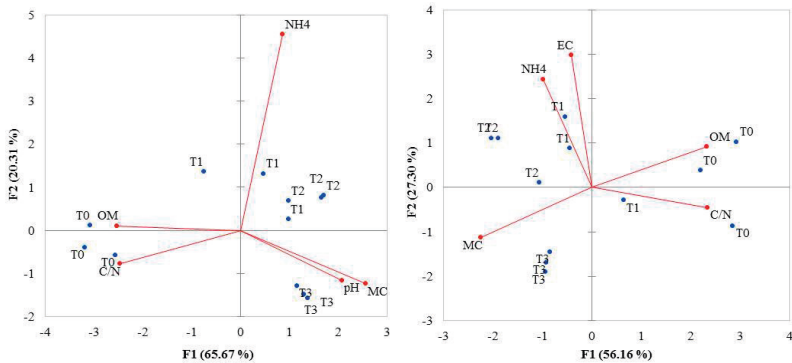 5
NH4
4
3
2
T1
T1
1
T2
T2
T2
T0
OM
T1
0
T0
T0
C/N
-1
pH
MC
T3
T3
-2
-4
-3
-2
-1
0
1
2
3
F1 (65.67 %)
F2 (20.31 %)
4
EC
3
NH4
2
T1
T2
T2
T1
OM
T0
1
T0
T2
0
T1
C/N
T0
-1
MC
T3
T3
T3
-2
-3
-3
-2
-1
0
1
2
3
4
F1 (56.16 %)
F2 (27.30 %)